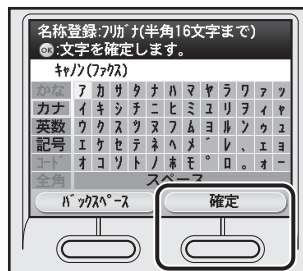 名称登録:ﾌﾘｶﾞﾅ(半角16文字まで)
OK:文字を確定します。
ｷｬﾉﾝ(ﾌｧｸｽ)
かな ｱ ｶ ｻ ﾀ ﾅ ﾊ ﾏ ﾔ ﾗ ﾜ ｧ ｯ
カナ ｲ ｷ ｼ ﾁ ﾆ ﾋ ﾐ ﾕ ﾘ ｦ ｨ ｬ
英数 ｳ ｸ ｽ ﾂ ﾇ ﾌ ﾑ ﾖ ﾙ ﾝ ｩ ｭ
記号 ｴ ｹ ｾ ﾃ ﾈ ﾍ ﾒ ﾞ ﾚ 、 ｪ ｮ
ｺｰﾄﾞ ｵ ｺ ｿ ﾄ ﾉ ﾎ ﾓ ﾟ ﾛ 。 ｫ ｰ
全角 スペース
ﾊﾞｯｸｽﾍﾟｰｽ 確定